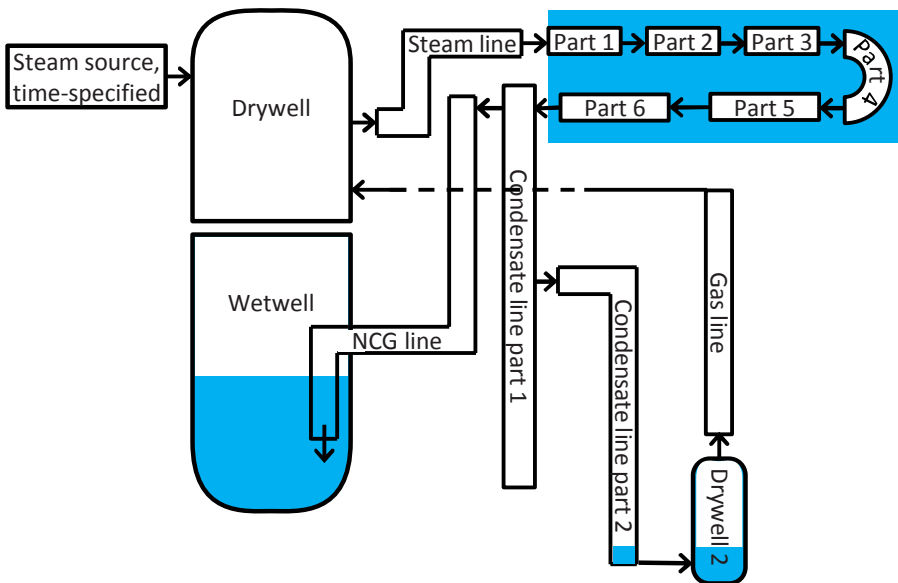 Steam source,
time-specified
Drywell
Steam line
Part 1
Part 2
Part 3
Part 4
Part 5
Part 6
Condensate line part 1
Wetwell
NCG line
Condensate line part 2
Gas line
Drywell 2